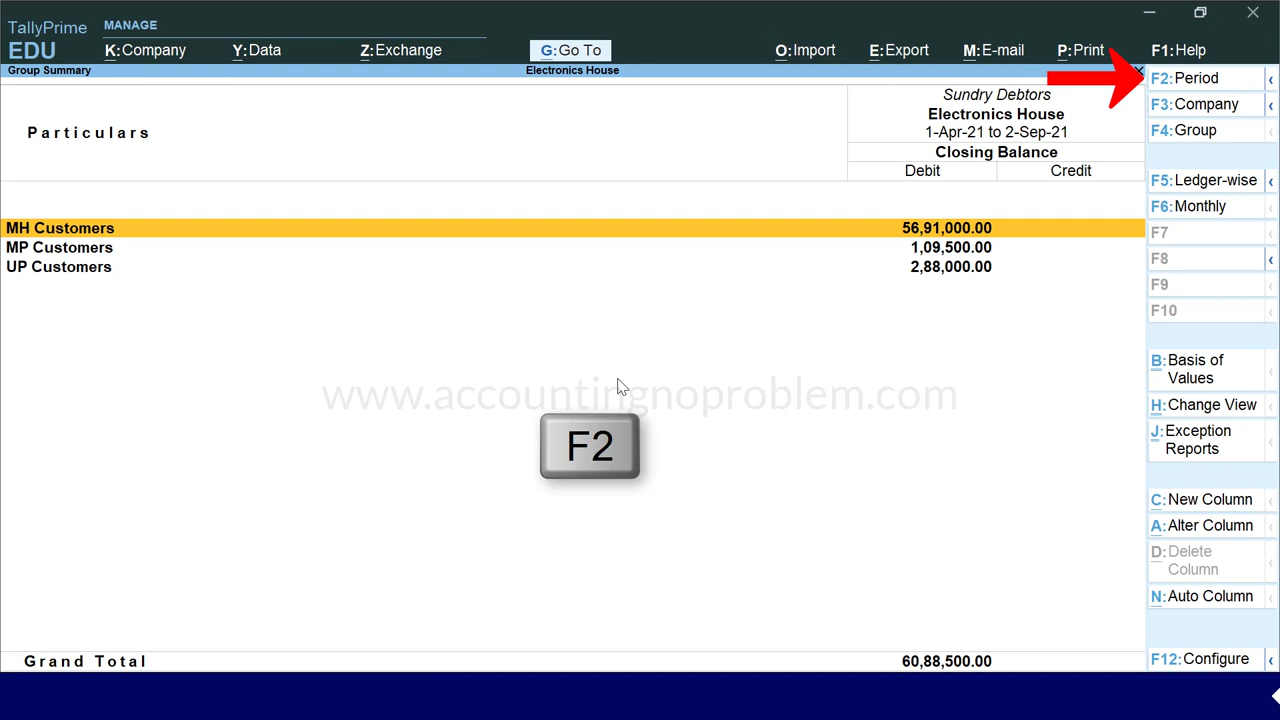 TallyPrime
EDU
MANAGE
K:Company
Y:Data
Z:Exchange
G:Go To
O:Import
E:Export
M:E-mail
P:Print
F1:Help
Group Summary
Electronics House
Particulars
Sundry Debtors
Electronics House
1-Apr-21 to 2-Sep-21
Closing Balance
Debit Credit
MH Customers 56,91,000.00
MP Customers 1,09,500.00
UP Customers 2,88,000.00
www.accountingnoproblem.com
F2
Grand Total 60,88,500.00
F2:Period
F3:Company
F4:Group
F5:Ledger-wise
F6:Monthly
F7
F8
F9
F10
B:Basis of
Values
H:Change View
J:Exception
Reports
C:New Column
A:Alter Column
D:Delete
Column
N:Auto Column
F12:Configure